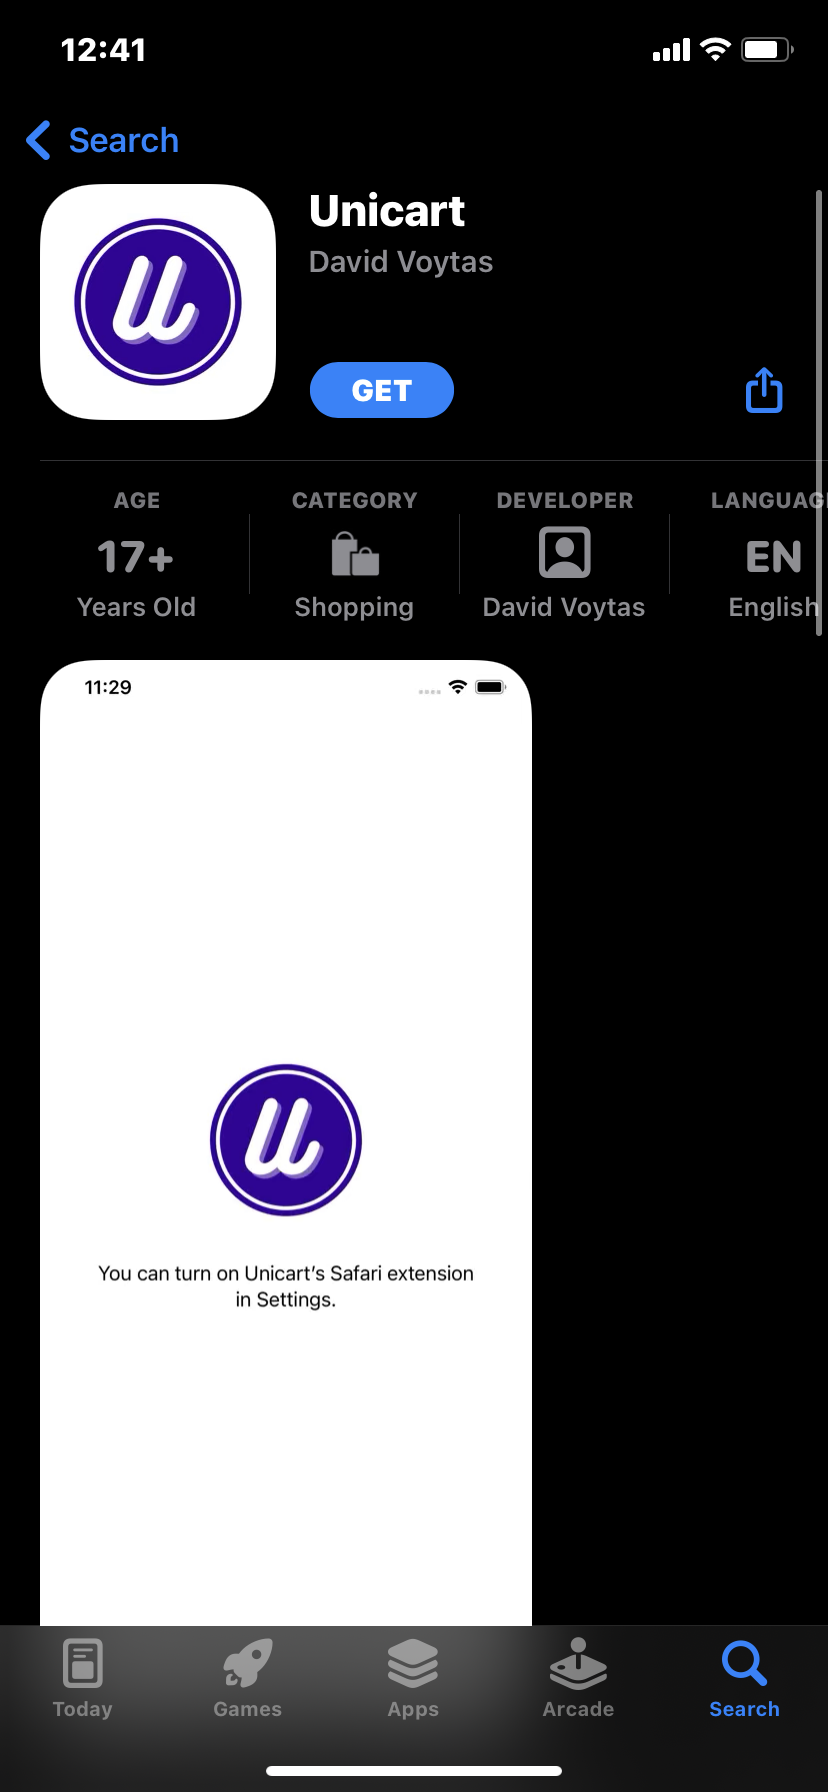 12:41
Search
Unicart
David Voytas
GET
AGE
CATEGORY
DEVELOPER
LANGUAG
17+
EN
Years Old
Shopping
David Voytas
English
11:29
You can turn on Unicart's Safari extension
in Settings.
Today
Games
Apps
Arcade
Search